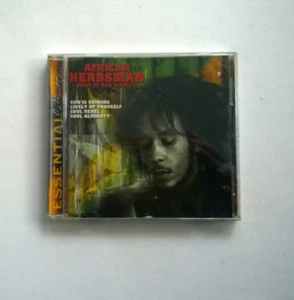 AFRICAN
HERBSMAN
SUN IS SHINING
LIVELY UP YOURSELF
SOUL REBEL
SOUL ALMIGHTY
ESSENTIAL